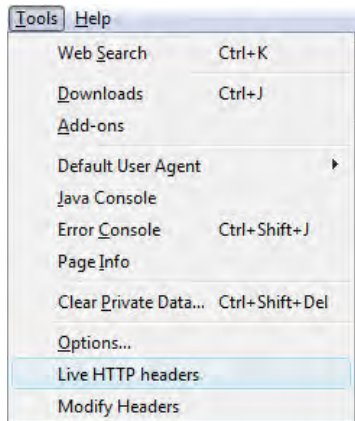 Tools Help
Web Search Ctrl+K
Downloads Ctrl+J
Add-ons
Default User Agent
Java Console
Error Console Ctrl+Shift+J
Page Info
Clear Private Data... Ctrl+Shift+Del
Options...
Live HTTP headers
Modify Headers